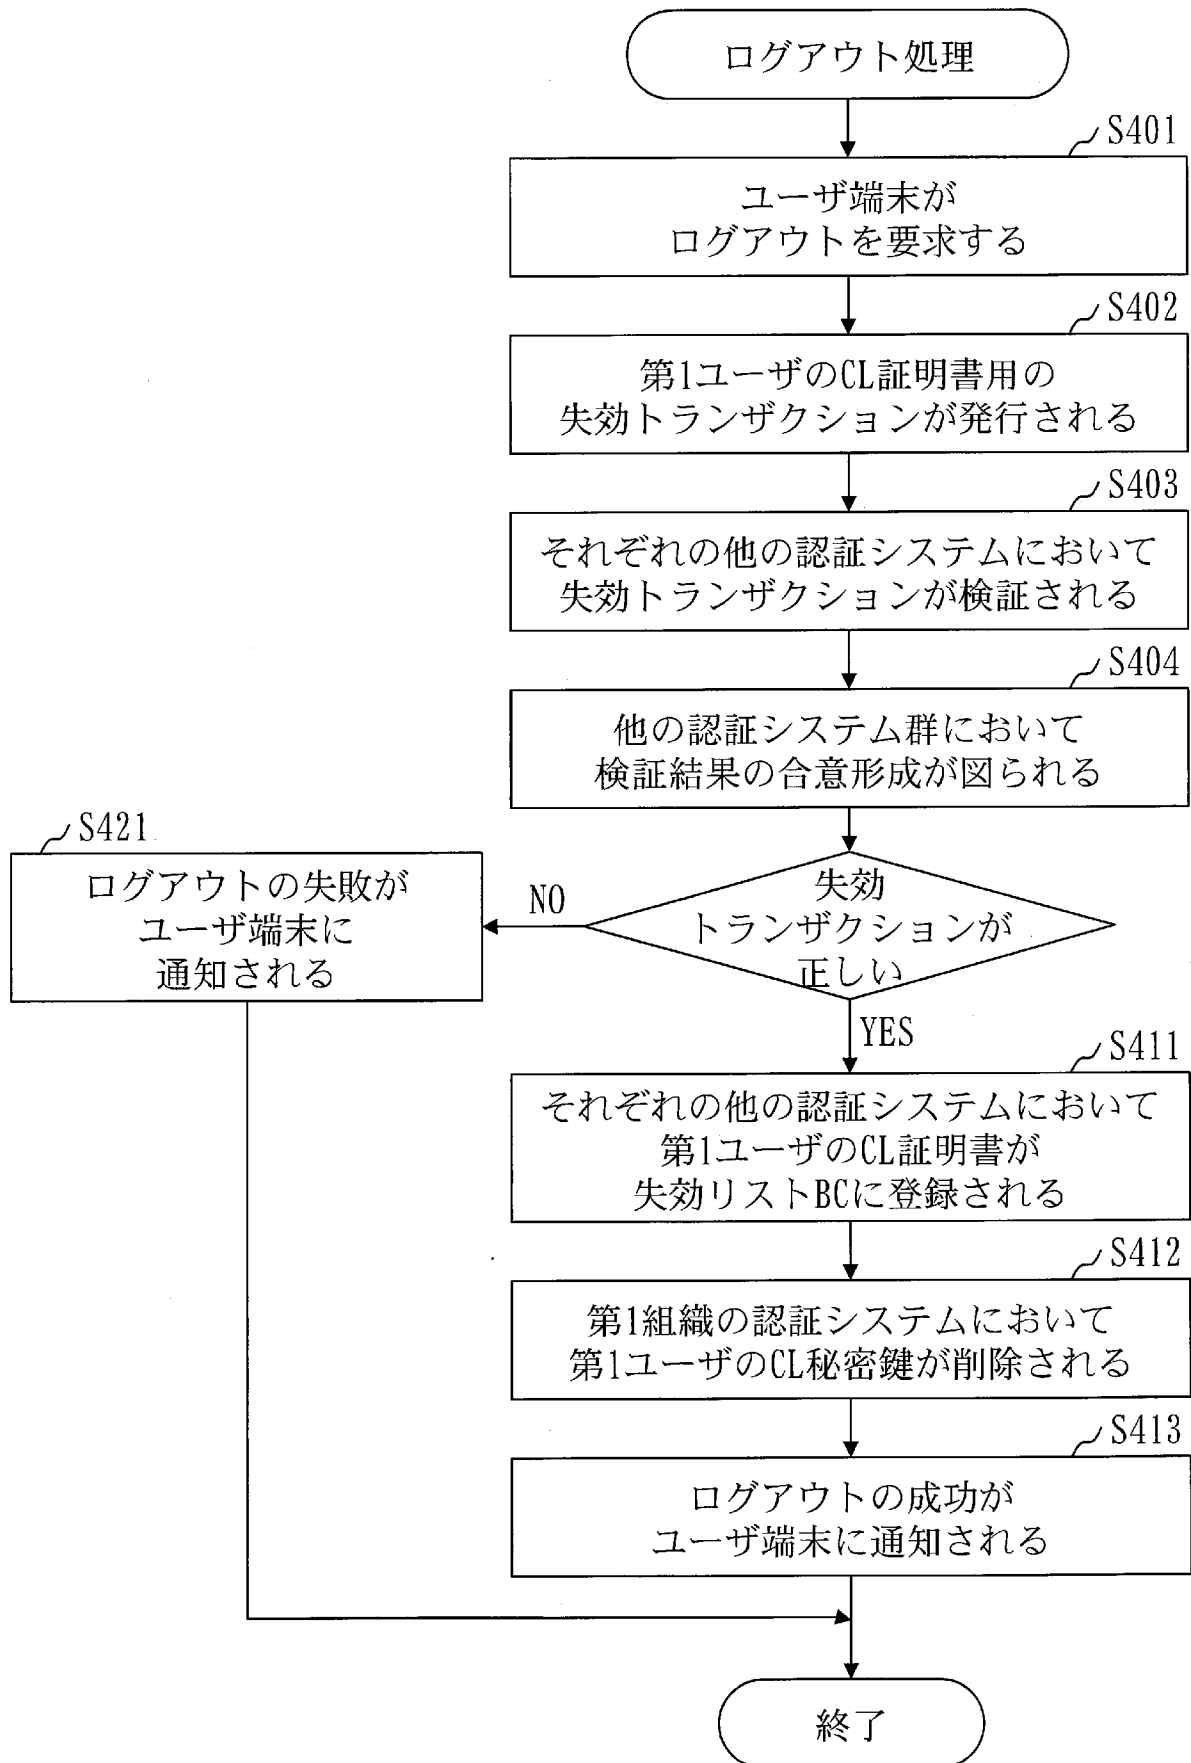 ログアウト処理
S401
ユーザ端末が
ログアウトを要求する
S402
第1ユーザのCL証明書用の
失効トランザクションが発行される
S403
それぞれの他の認証システムにおいて
失効トランザクションが検証される
S404
他の認証システム群において
検証結果の合意形成が図られる
失効
トランザクションが
正しい
NO
S421
ログアウトの失敗が
ユーザ端末に
通知される
YES
S411
それぞれの他の認証システムにおいて
第1ユーザのCL証明書が
失効リストBCに登録される
S412
第1組織の認証システムにおいて
第1ユーザのCL秘密鍵が削除される
S413
ログアウトの成功が
ユーザ端末に通知される
終了